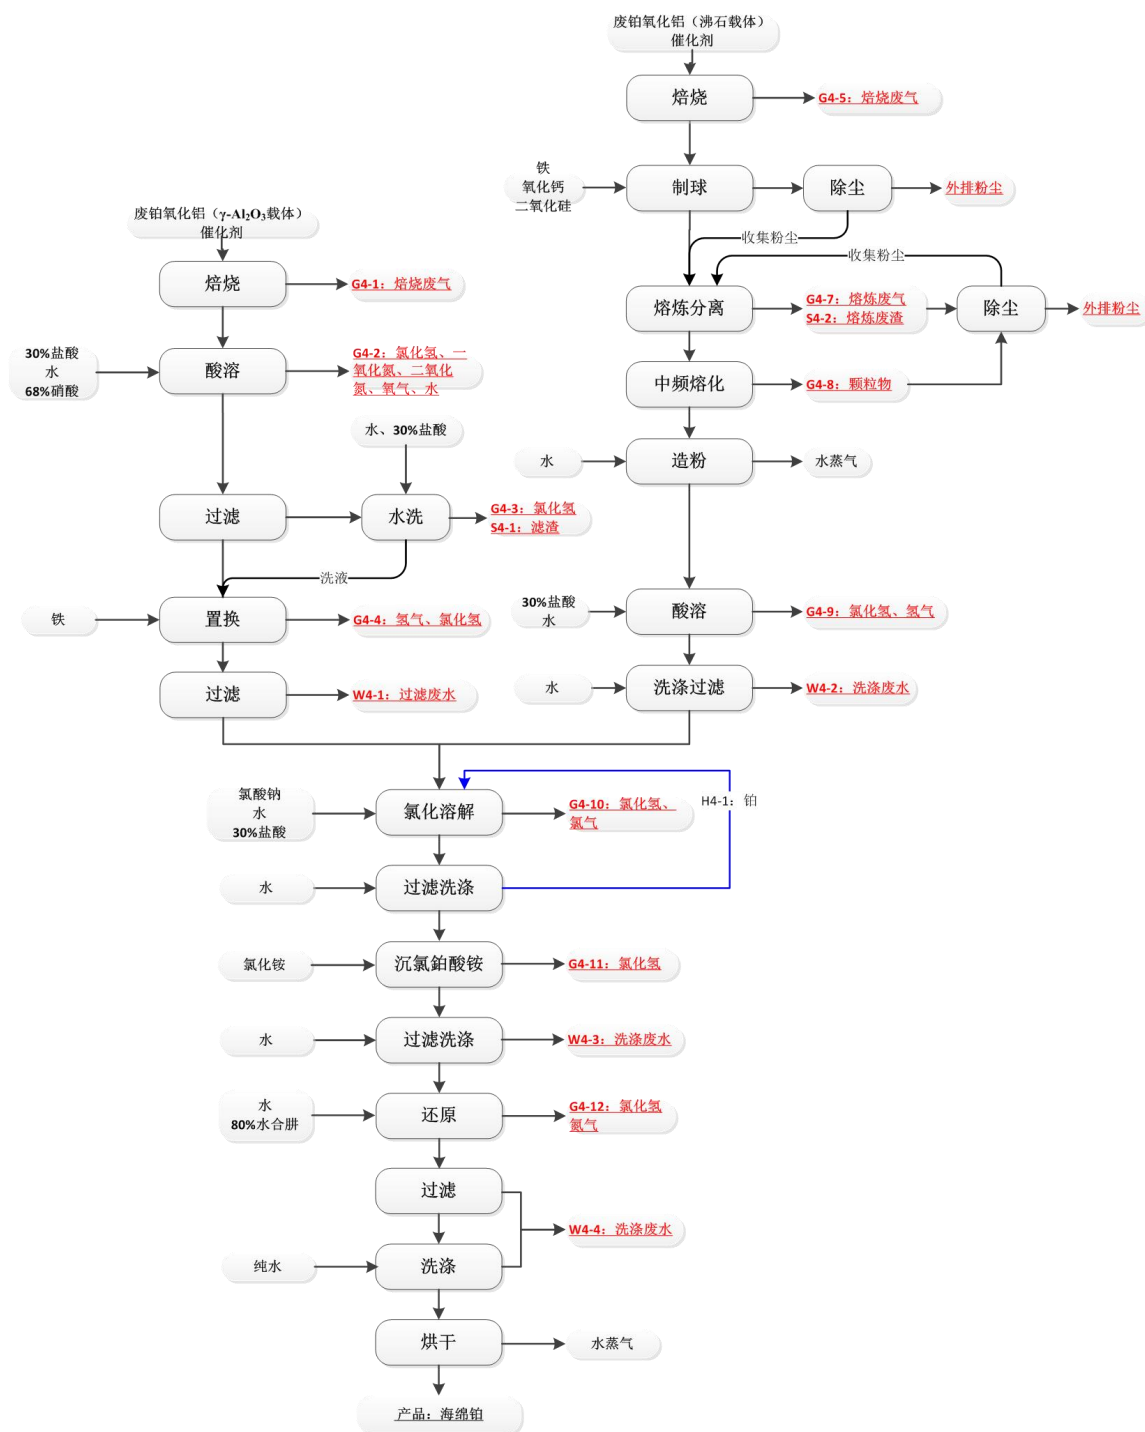 废铂氧化铝（沸石载体）
催化剂
焙烧
G4-5：焙烧废气
铁
氧化钙
二氧化硅
制球
除尘
外排粉尘
收集粉尘
收集粉尘
废铂氧化铝（γ-Al₂O₃载体）
催化剂
焙烧
G4-1：焙烧废气
熔炼分离
G4-7：熔炼废气
S4-2：熔炼废渣
除尘
外排粉尘
30%盐酸
水
68%硝酸
酸溶
G4-2：氯化氢、一
氧化氮、二氧化
氮、氧气、水
中频熔化
G4-8：颗粒物
水、30%盐酸
水
造粉
水蒸气
过滤
水洗
G4-3：氯化氢
S4-1：滤渣
洗液
铁
置换
G4-4：氢气、氯化氢
30%盐酸
水
酸溶
G4-9：氯化氢、氢气
过滤
W4-1：过滤废水
水
洗涤过滤
W4-2：洗涤废水
氯酸钠
水
30%盐酸
氯化溶解
G4-10：氯化氢、
氯气
H4-1：铂
水
过滤洗涤
氯化铵
沉氯鉑酸铵
G4-11：氯化氢
水
过滤洗涤
W4-3：洗涤废水
水
80%水合肼
还原
G4-12：氯化氢
氮气
过滤
W4-4：洗涤废水
纯水
洗涤
烘干
水蒸气
产品：海绵铂